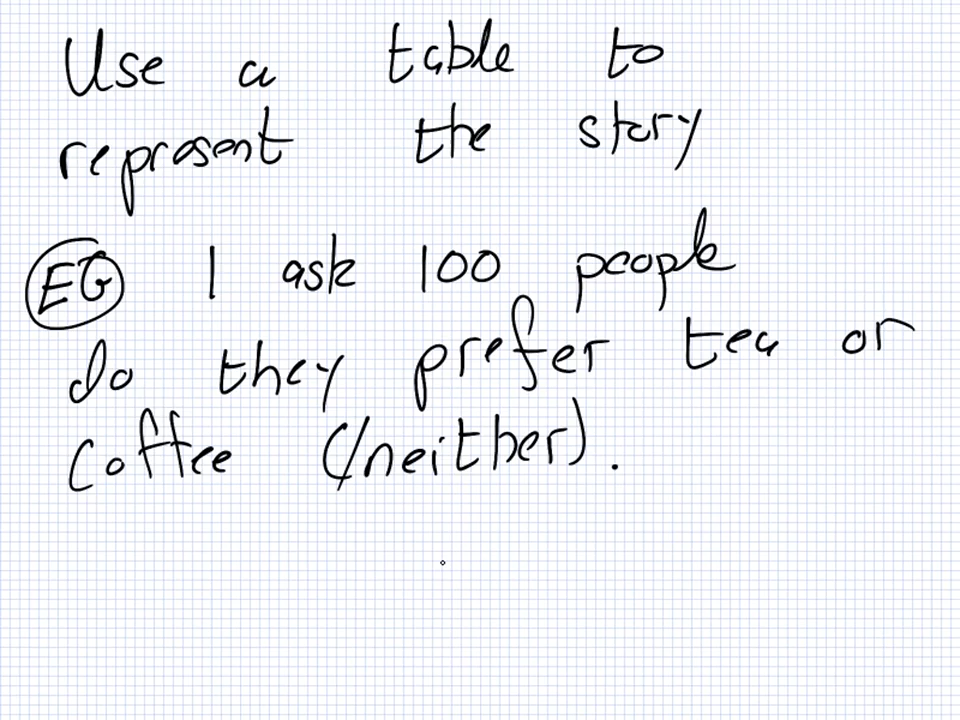 Use a table to
represent the story
EG I ask 100 people
do they prefer tea or
coffee (/neither).